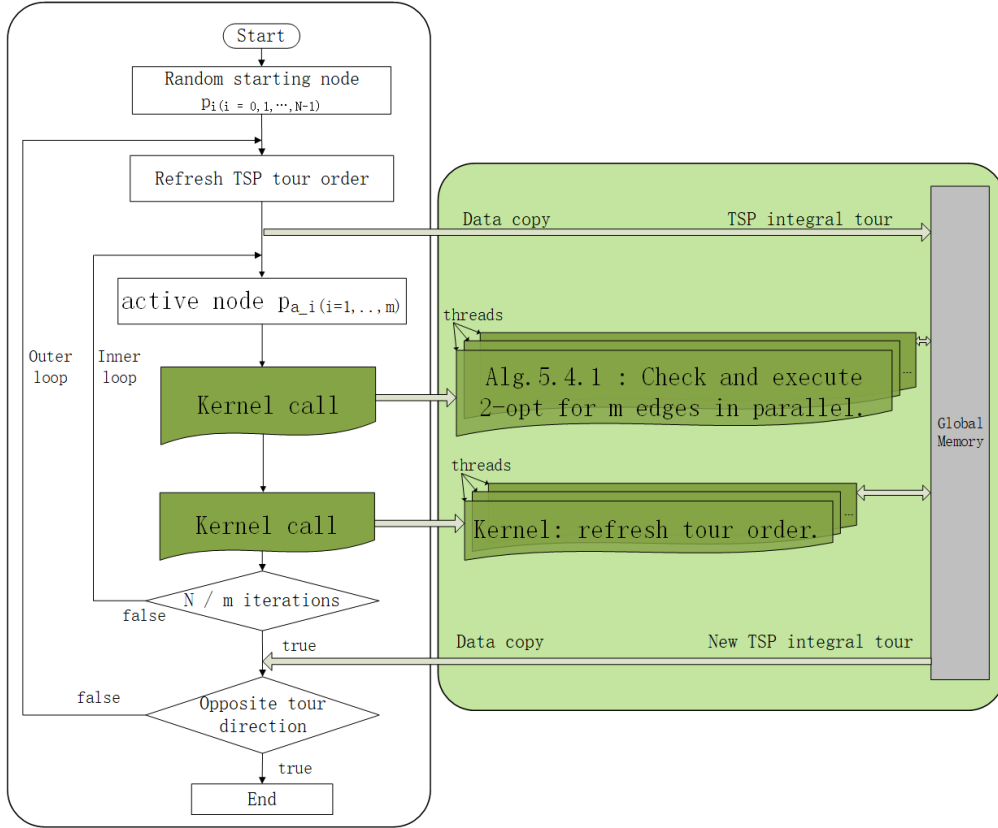 Start
Random starting node
p_i(i = 0,1,⋯,N-1)
Refresh TSP tour order
Data copy
TSP integral tour
active node p_a_i(i=1,..,m)
threads
Outer
loop
Inner
loop
Kernel call
Alg.5.4.1 : Check and execute
2-opt for m edges in parallel.
...
Global
Memory
threads
Kernel call
Kernel: refresh tour order.
...
N / m iterations
false
true
Data copy
New TSP integral tour
false
Opposite tour
direction
true
End